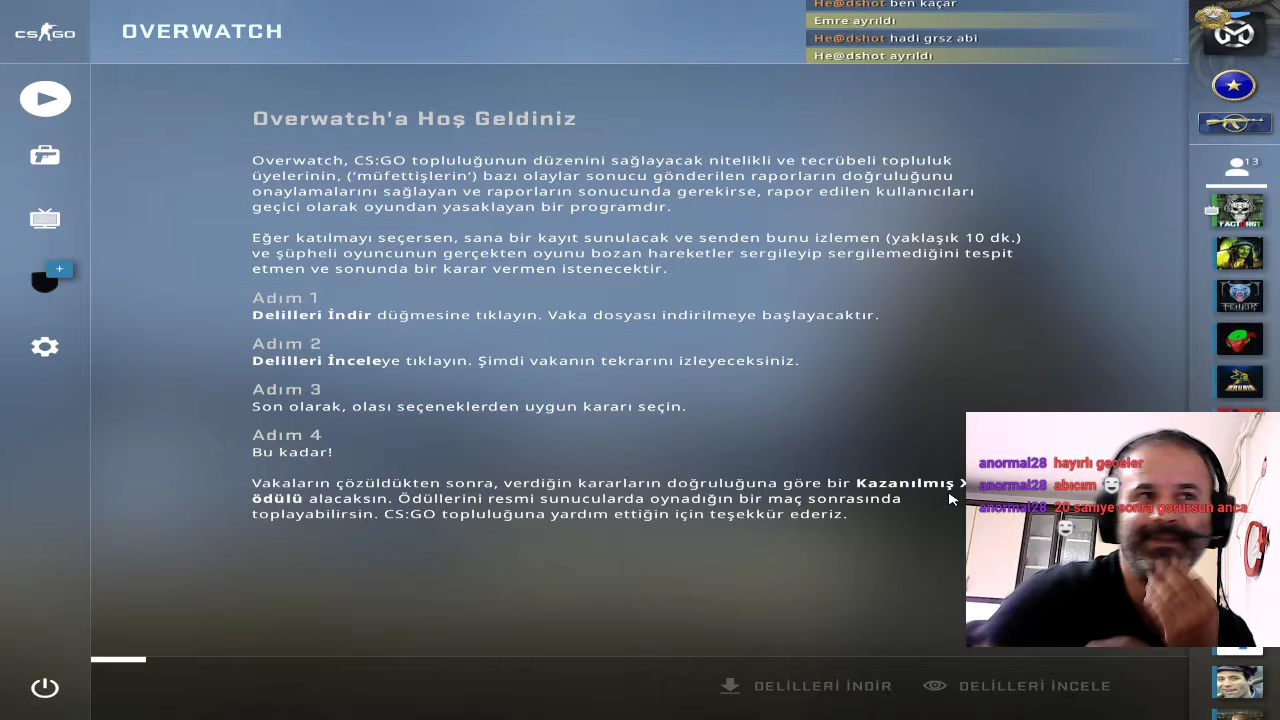 CS GO
OVERWATCH
He@dshot ben kaçar
Emre ayrıldı
He@dshot hadi grsz abi
He@dshot ayrıldı
13
Overwatch'a Hoş Geldiniz
Overwatch, CS:GO topluluğunun düzenini sağlayacak nitelikli ve tecrübeli topluluk
üyelerinin, (‘müfettişlerin’) bazı olaylar sonucu gönderilen raporların doğruluğunu
onaylamalarını sağlayan ve raporların sonucunda gerekirse, rapor edilen kullanıcıları
geçici olarak oyundan yasaklayan bir programdır.
Eğer katılmayı seçersen, sana bir kayıt sunulacak ve senden bunu izlemen (yaklaşık 10 dk.)
ve şüpheli oyuncunun gerçekten oyunu bozan hareketler sergileyip sergilemediğini tespit
etmen ve sonunda bir karar vermen istenecektir.
Adım 1
Delilleri İndir düğmesine tıklayın. Vaka dosyası indirilmeye başlayacaktır.
Adım 2
Delilleri İnceleye tıklayın. Şimdi vakanın tekrarını izleyeceksiniz.
Adım 3
Son olarak, olası seçeneklerden uygun kararı seçin.
Adım 4
Bu kadar!
Vakaların çözüldükten sonra, verdiğin kararların doğruluğuna göre bir Kazanılmış
ödülü alacaksın. Ödüllerini resmi sunucularda oynadığın bir maç sonrasında
toplayabilirsin. CS:GO topluluğuna yardım ettiğin için teşekkür ederiz.
anormal28 hayırlı geceler
anormal28 abicim
anormal28 20 saniye sonra gorursun anca
DELİLLERİ İNDİR
DELİLLERİ İNCELE